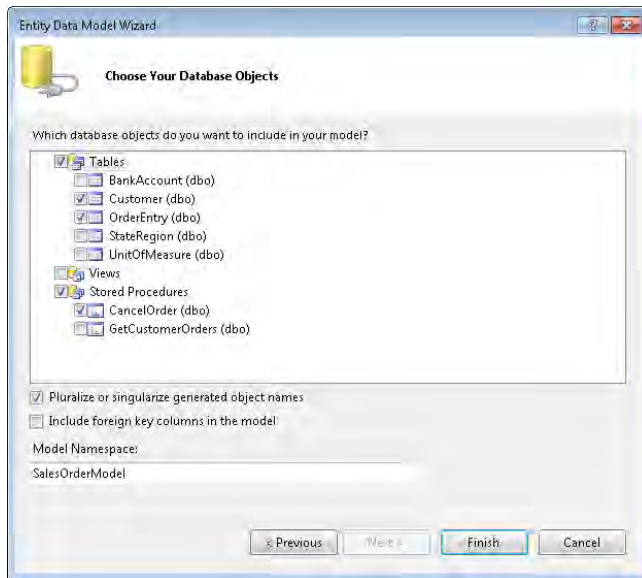 Entity Data Model Wizard
Choose Your Database Objects
Which database objects do you want to include in your model?
Tables
BankAccount (dbo)
Customer (dbo)
OrderEntry (dbo)
StateRegion (dbo)
UnitOfMeasure (dbo)
Views
Stored Procedures
CancelOrder (dbo)
GetCustomerOrders (dbo)
Pluralize or singularize generated object names
Include foreign key columns in the model
Model Namespace:
SalesOrderModel
< Previous Next > Finish Cancel